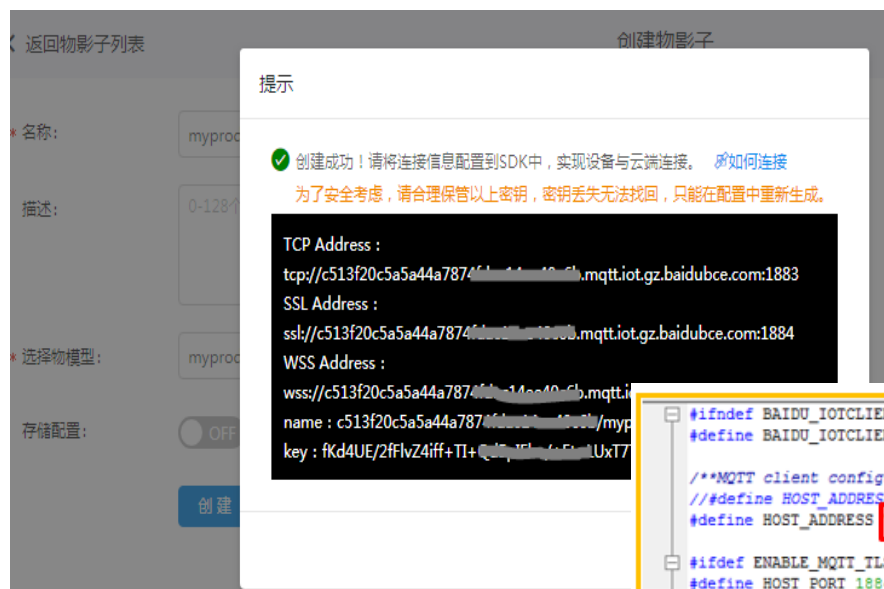 返回物影子列表
创建物影子
提示
* 名称:
myproc
创建成功！请将连接信息配置到SDK中，实现设备与云端连接。 如何连接
为了安全考虑，请合理保管以上密钥，密钥丢失无法找回，只能在配置中重新生成。
描述:
0-128个
TCP Address :
tcp://c513f20c5a5a44a7874 .mqtt.iot.gz.baidubce.com:1883
SSL Address :
ssl://c513f20c5a5a44a7874 .mqtt.iot.gz.baidubce.com:1884
* 选择物模型:
myproc
WSS Address :
wss://c513f20c5a5a44a7874 .mqtt.i
name : c513f20c5a5a44a787 /myp
key : fKd4UE/2fFlvZ4iff+TI+ UxT7
存储配置:
OFF
创建
#ifndef BAIDU_IOTCLIE
#define BAIDU_IOTCLIE
/**MQTT client config
//#define HOST_ADDRES
#define HOST_ADDRESS
#ifdef ENABLE_MQTT_TL
#define HOST_PORT 188